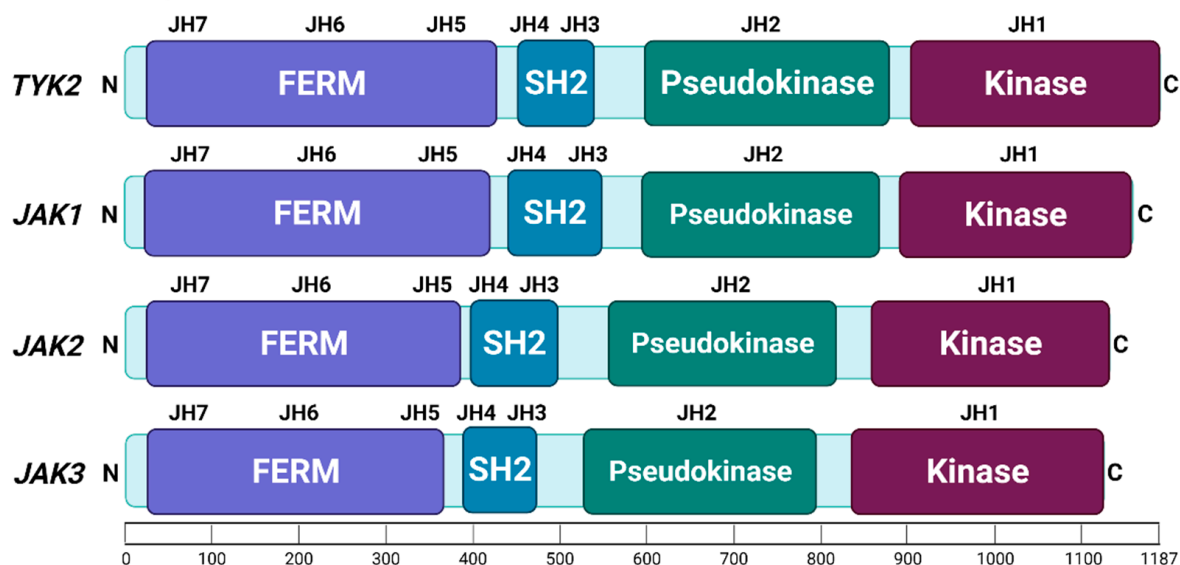 JH7 JH6 JH5 JH4 JH3 JH2 JH1
TYK2 N FERM SH2 Pseudokinase Kinase C
JH7 JH6 JH5 JH4 JH3 JH2 JH1
JAK1 N FERM SH2 Pseudokinase Kinase C
JH7 JH6 JH5 JH4 JH3 JH2 JH1
JAK2 N FERM SH2 Pseudokinase Kinase C
JH7 JH6 JH5 JH4 JH3 JH2 JH1
JAK3 N FERM SH2 Pseudokinase Kinase C
0 100 200 300 400 500 600 700 800 900 1000 1100 1187